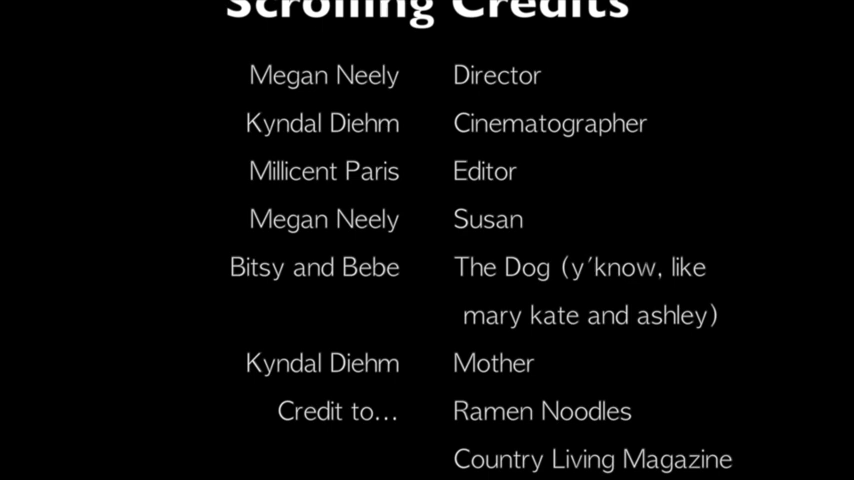 Scrolling Credits
Megan Neely Director
Kyndal Diehm Cinematographer
Millicent Paris Editor
Megan Neely Susan
Bitsy and Bebe The Dog (y'know, like
mary kate and ashley)
Kyndal Diehm Mother
Credit to... Ramen Noodles
Country Living Magazine